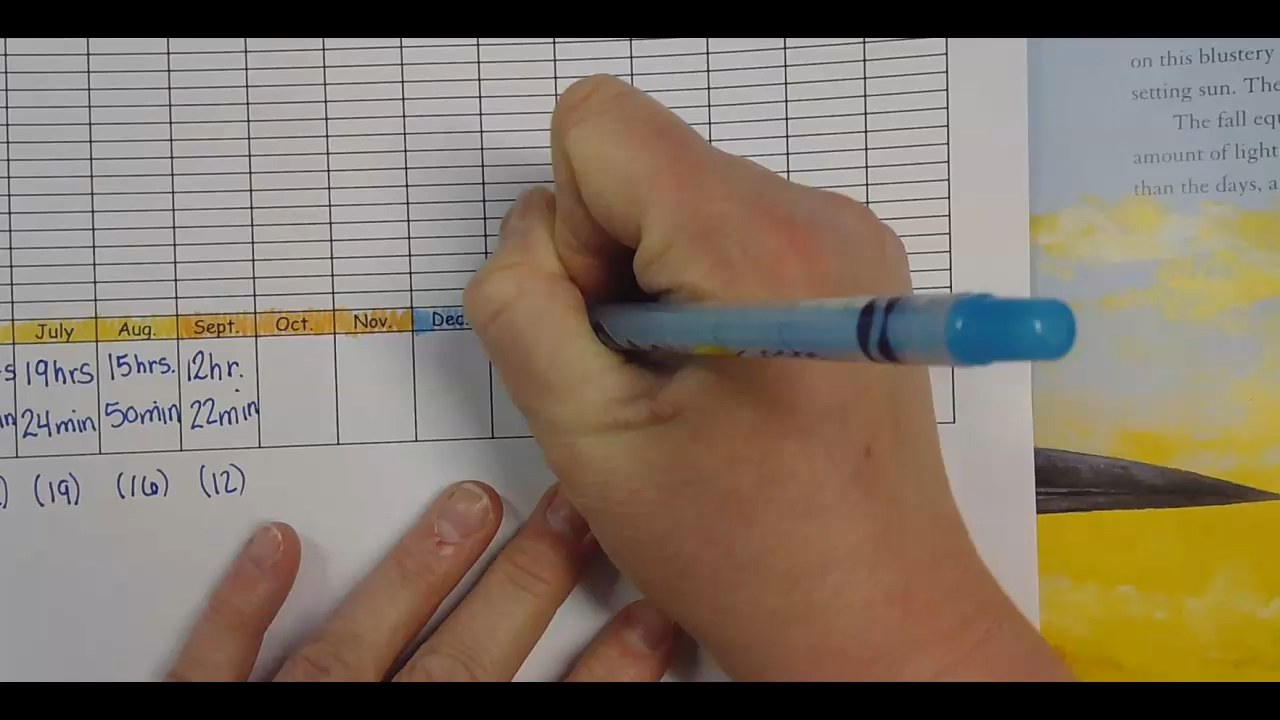 on this blustery
setting sun. The
The fall equ
amount of light
than the days, a
July Aug. Sept. Oct. Nov. Dec.
19hrs 15hrs. 12hr.
24min 50min 22min
(19) (16) (12)